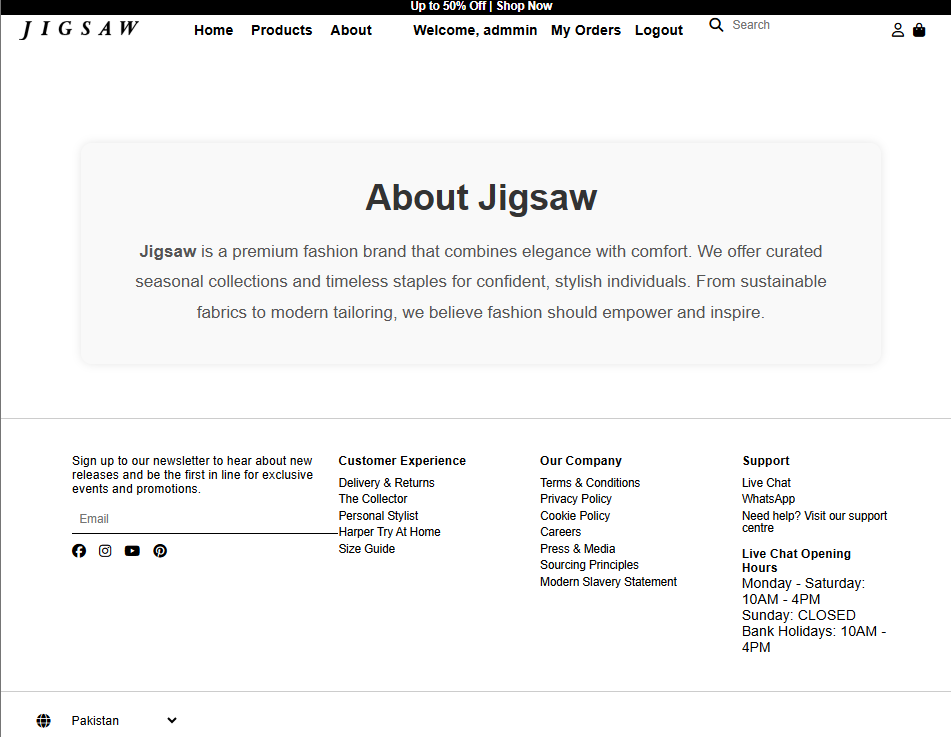 Up to 50% Off | Shop Now
JIGSAW
Home Products About Welcome, admmin My Orders Logout Search
About Jigsaw
Jigsaw is a premium fashion brand that combines elegance with comfort. We offer curated
seasonal collections and timeless staples for confident, stylish individuals. From sustainable
fabrics to modern tailoring, we believe fashion should empower and inspire.
Sign up to our newsletter to hear about new
releases and be the first in line for exclusive
events and promotions.
Email
Customer Experience
Delivery & Returns
The Collector
Personal Stylist
Harper Try At Home
Size Guide
Our Company
Terms & Conditions
Privacy Policy
Cookie Policy
Careers
Press & Media
Sourcing Principles
Modern Slavery Statement
Support
Live Chat
WhatsApp
Need help? Visit our support
centre
Live Chat Opening
Hours
Monday - Saturday:
10AM - 4PM
Sunday: CLOSED
Bank Holidays: 10AM -
4PM
Pakistan